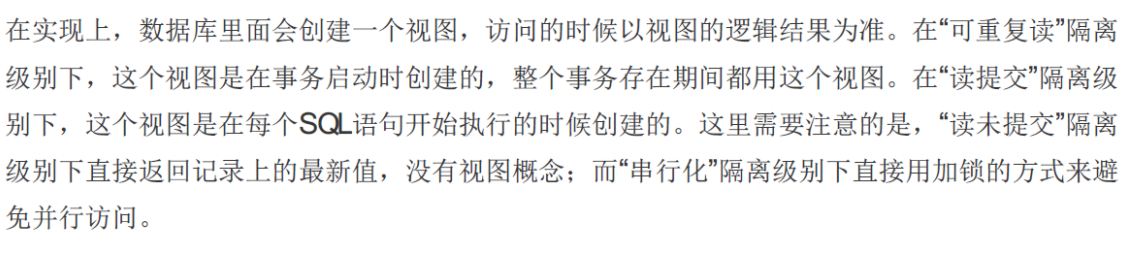 在实现上，数据库里面会创建一个视图，访问的时候以视图的逻辑结果为准。在“可重复读”隔离
级别下，这个视图是在事务启动时创建的，整个事务存在期间都用这个视图。在“读提交”隔离级
别下，这个视图是在每个SQL语句开始执行的时候创建的。这里需要注意的是，“读未提交”隔离
级别下直接返回记录上的最新值，没有视图概念；而“串行化”隔离级别下直接用加锁的方式来避
免并行访问。